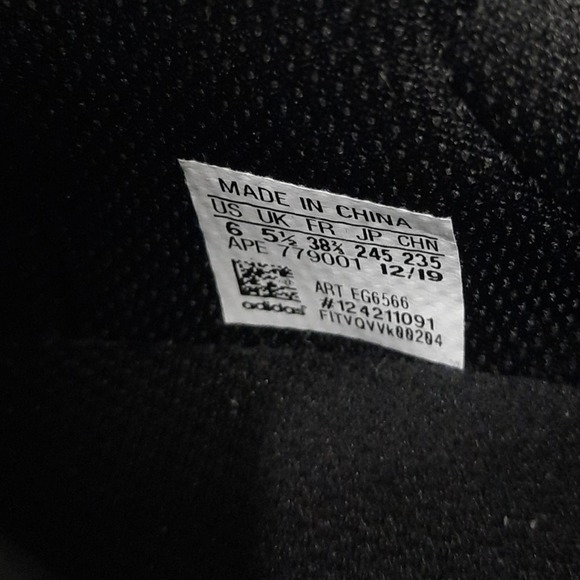 MADE IN CHINA
US UK FR JP CHN
6 5½ 38⅔ 245 235
APE 779001 12/19
ART EG6566
#124211091
adidas
FITVQVVk00204